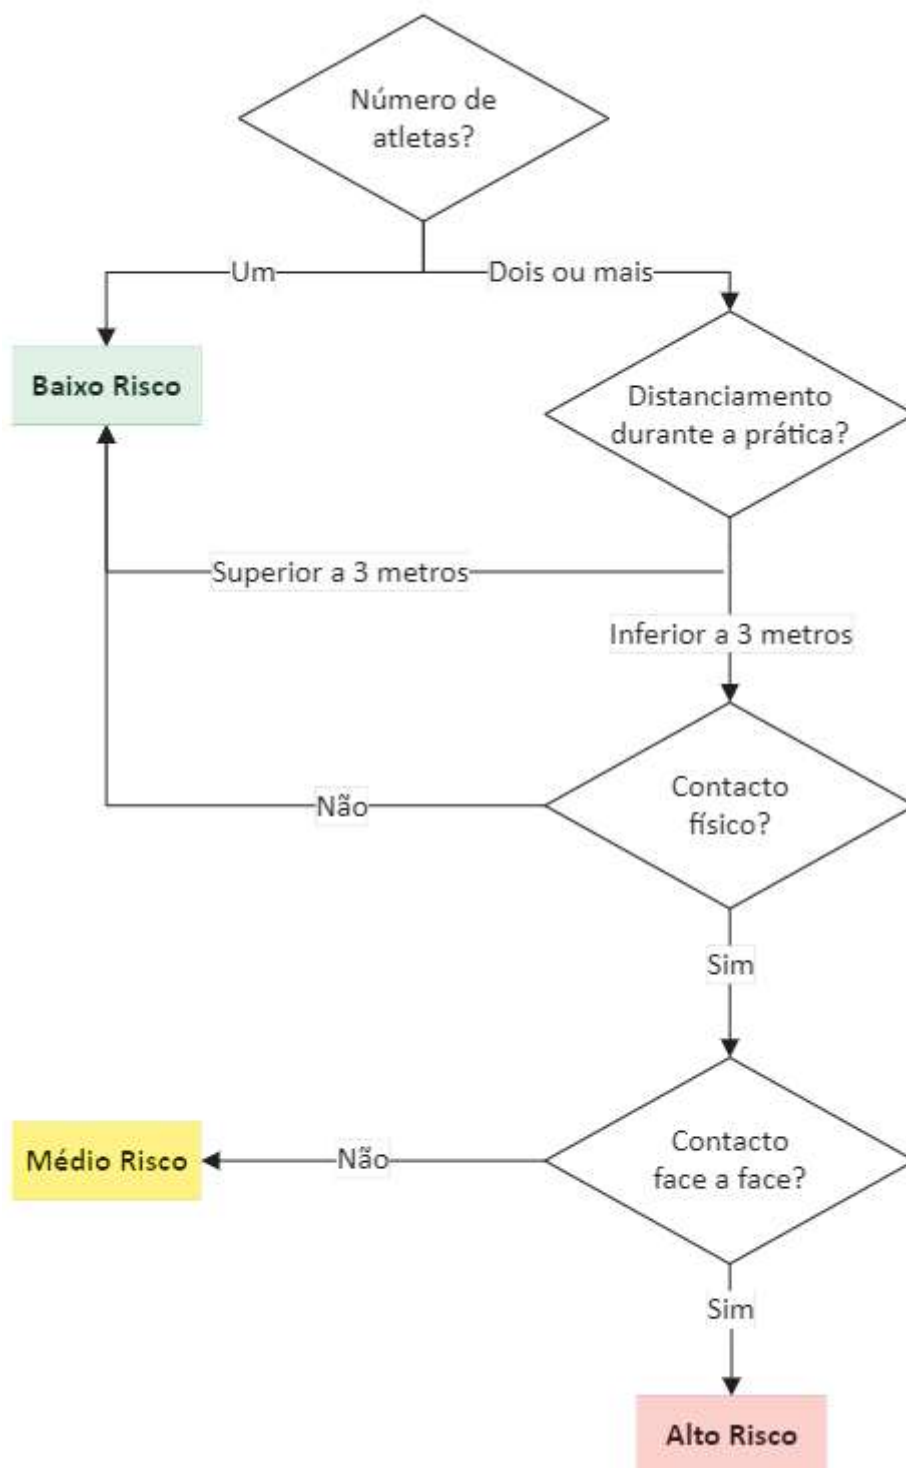 Número de
atletas?
Um
Dois ou mais
Baixo Risco
Distanciamento
durante a prática?
Superior a 3 metros
Inferior a 3 metros
Contacto
físico?
Não
Sim
Contacto
face a face?
Não
Médio Risco
Sim
Alto Risco